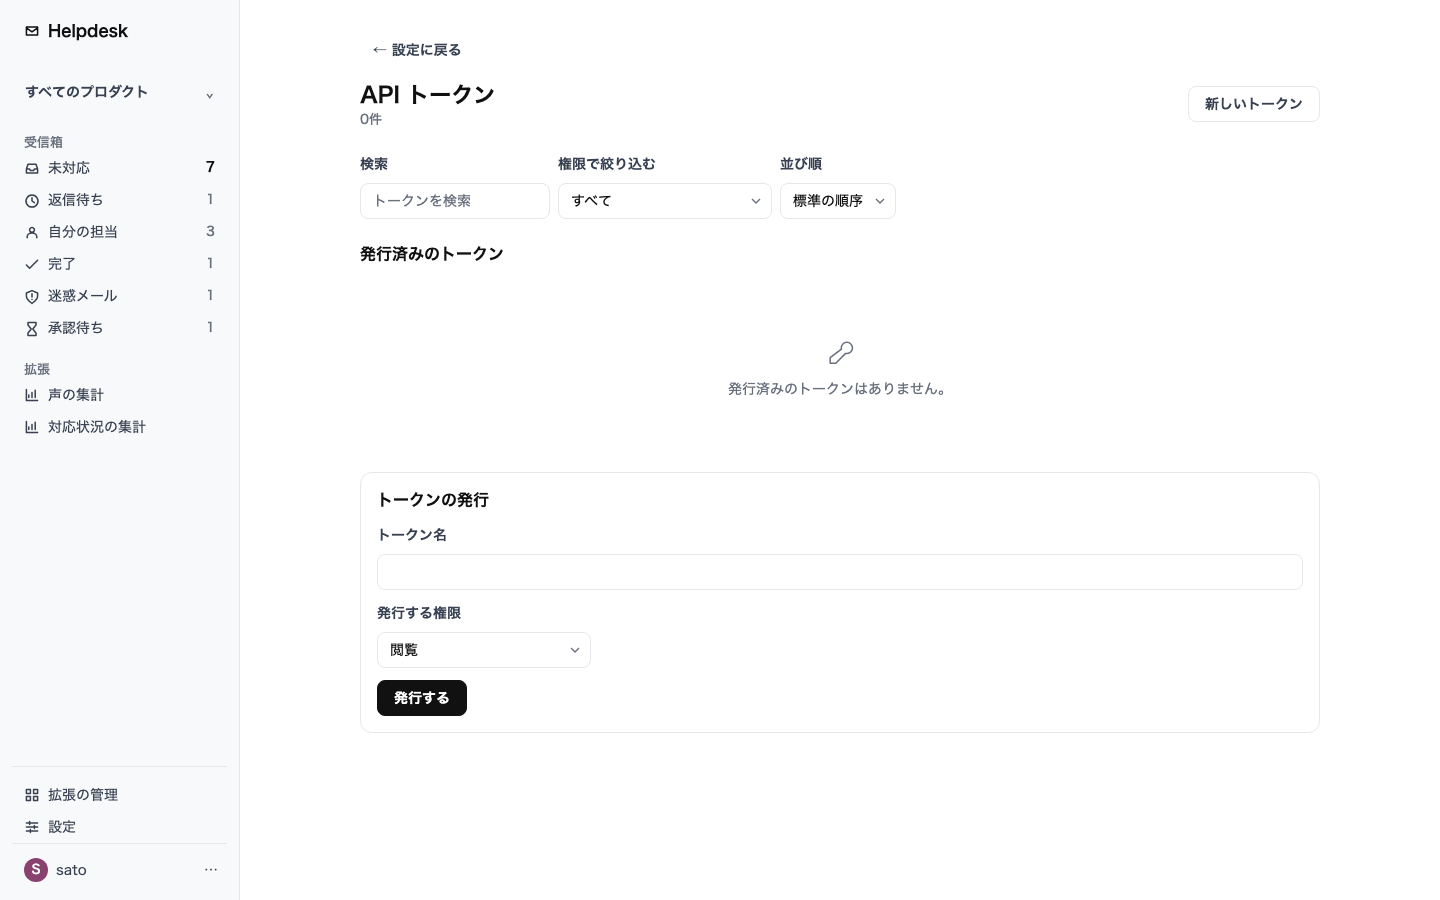 Helpdesk
すべてのプロダクト
受信箱
未対応 7
返信待ち 1
自分の担当 3
完了 1
迷惑メール 1
承認待ち 1
拡張
声の集計
対応状況の集計
拡張の管理
設定
S sato ...
← 設定に戻る
API トークン
0件
新しいトークン
検索
トークンを検索
権限で絞り込む
すべて
並び順
標準の順序
発行済みのトークン
発行済みのトークンはありません。
トークンの発行
トークン名
発行する権限
閲覧
発行する